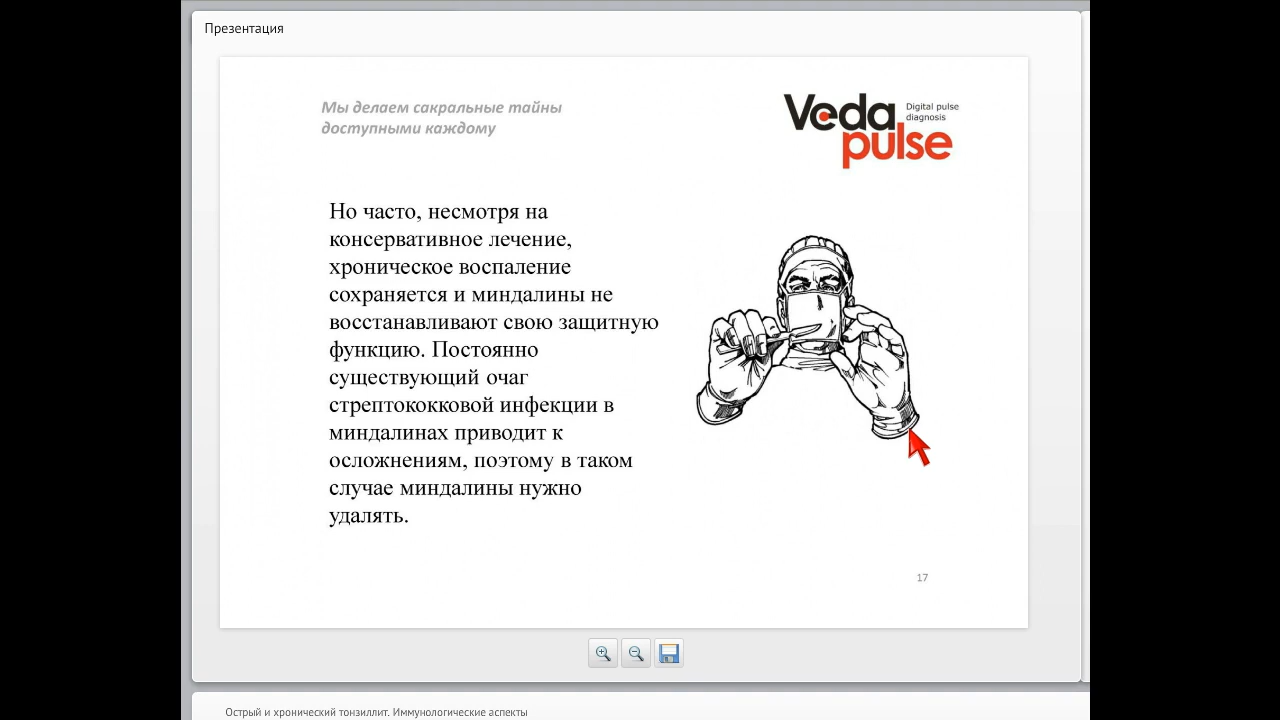 Презентация
Мы делаем сакральные тайны
доступными каждому
Veda
Digital pulse
diagnosis
pulse
Но часто, несмотря на
консервативное лечение,
хроническое воспаление
сохраняется и миндалины не
восстанавливают свою защитную
функцию. Постоянно
существующий очаг
стрептококковой инфекции в
миндалинах приводит к
осложнениям, поэтому в таком
случае миндалины нужно
удалять.
17
Острый и хронический тонзиллит. Иммунологические аспекты